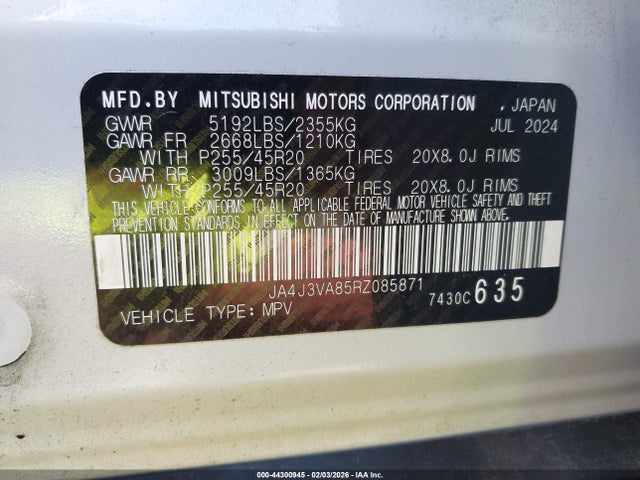 MFD.BY MITSUBISHI MOTORS CORPORATION , JAPAN
GVWR 5192LBS/2355KG JUL 2024
GAWR FR 2668LBS/1210KG
WITH P255/45R20 TIRES 20X8.0J RIMS
GAWR RR 3009LBS/1365KG
WITH P255/45R20 TIRES 20X8.0J RIMS
THIS VEHICLE CONFORMS TO ALL APPLICABLE FEDERAL MOTOR VEHICLE SAFETY AND THEFT
PREVENTION STANDARDS IN EFFECT ON THE DATE OF MANUFACTURE SHOWN ABOVE.
JA4J3VA85RZ085871
7430C 635
VEHICLE TYPE: MPV
000-44300945 - 02/03/2026 - IAA Inc.